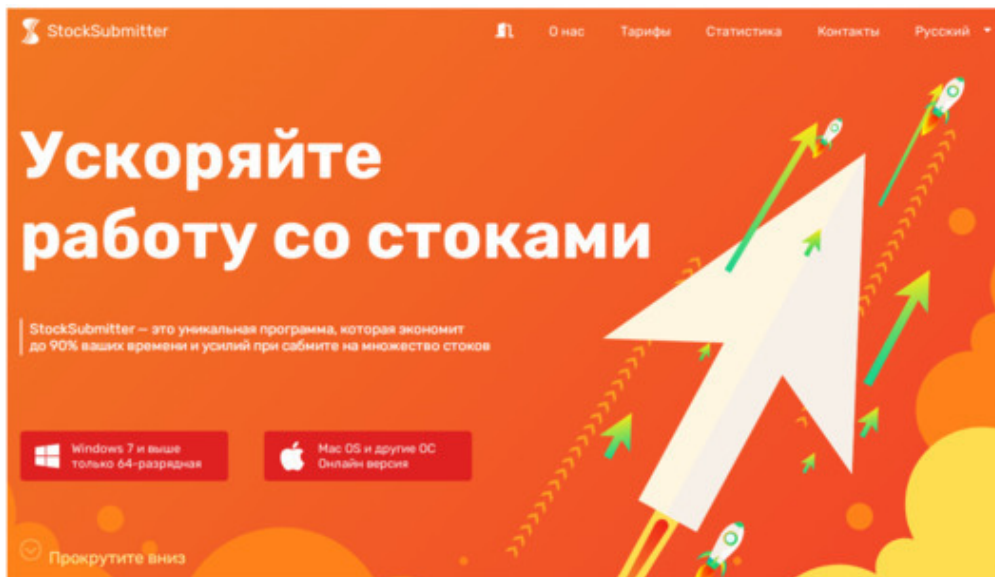 StockSubmitter
О нас Тарифы Статистика Контакты Русский
Ускоряйте
работу со стоками
StockSubmitter — это уникальная программа, которая экономит
до 90% ваших времени и усилий при сабмите на множество стоков
Windows 7 и выше
только 64-разрядная
Mac OS и другие ОС
Онлайн версия
Прокрутите вниз